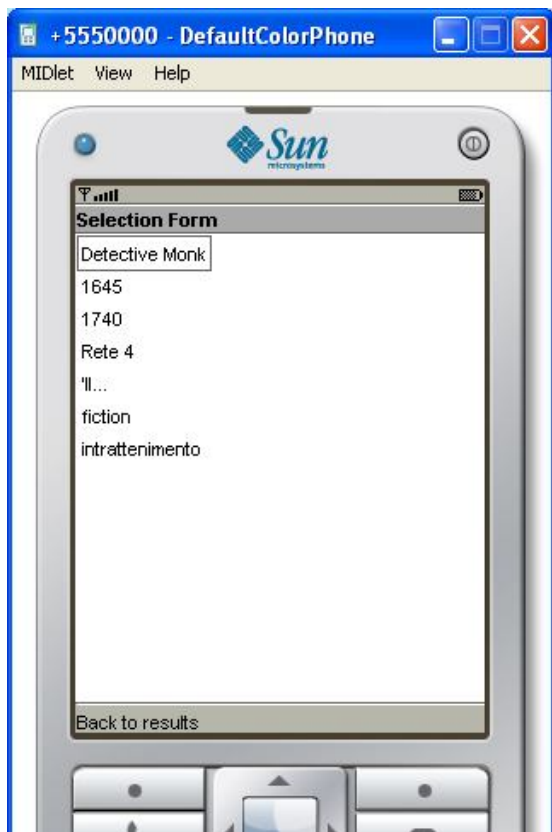 +5550000 - DefaultColorPhone
MIDlet View Help
Sun
microsystems
Selection Form
Detective Monk
1645
1740
Rete 4
'Il...
fiction
intrattenimento
Back to results